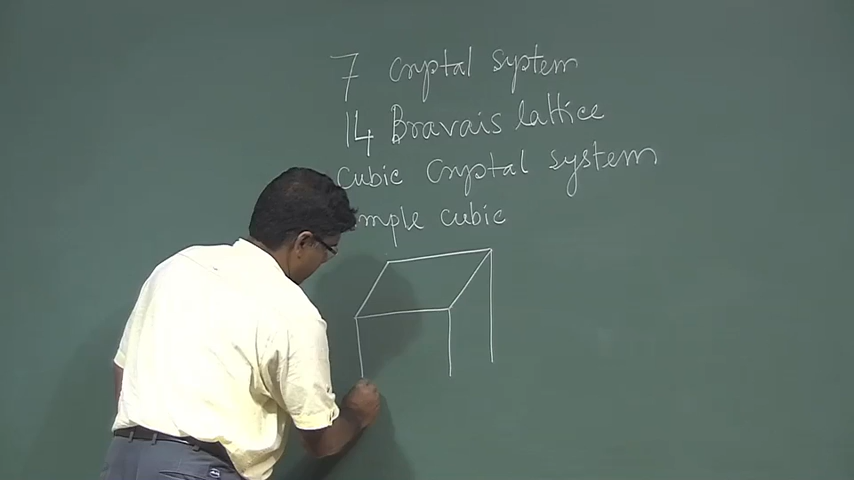 7 Crystal system
14 Bravais lattice
Cubic Crystal system
mple cubic